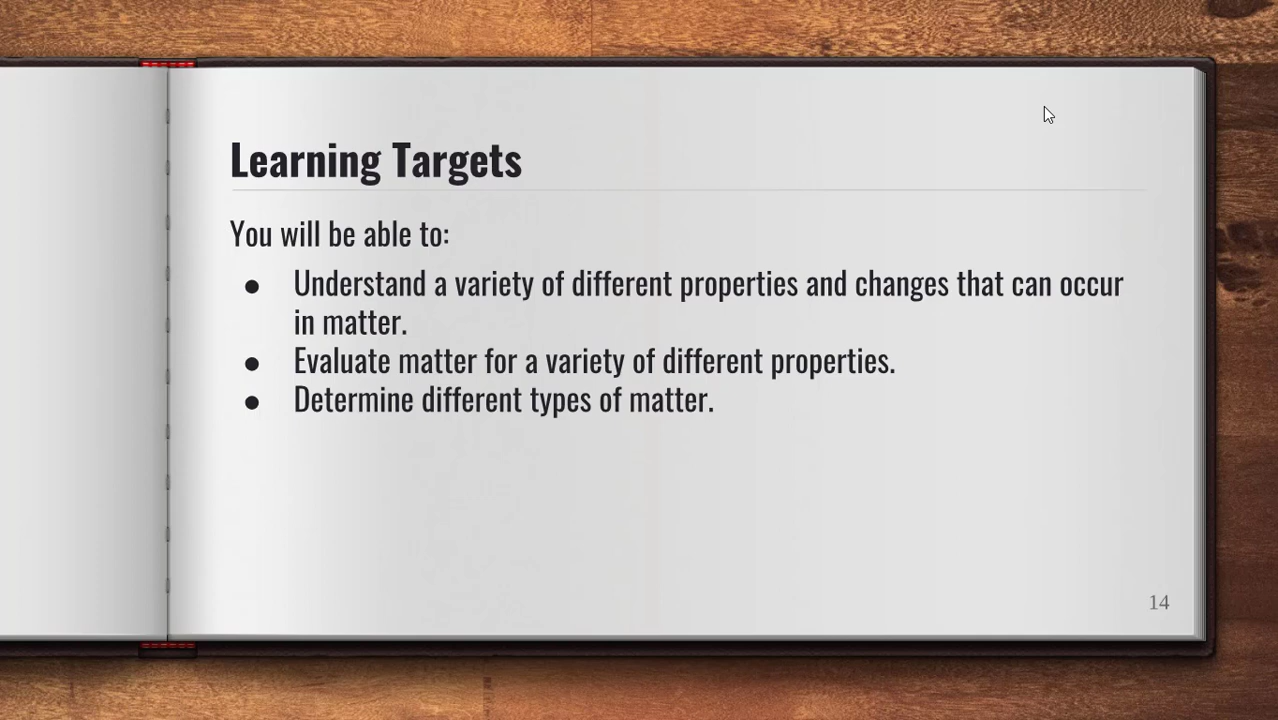 Learning Targets
You will be able to:
● Understand a variety of different properties and changes that can occur
in matter.
● Evaluate matter for a variety of different properties.
● Determine different types of matter.
14